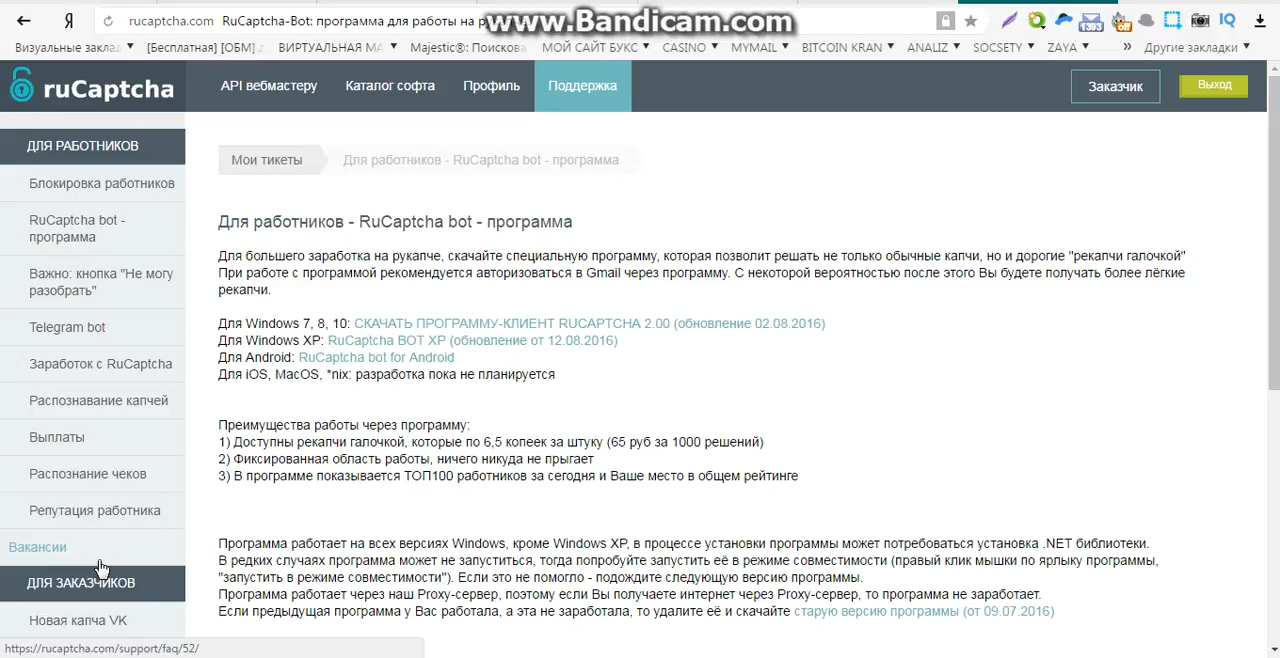 Я rucaptcha.com RuCaptcha-Bot: программа для работы на р
www.Bandicam.com
1393 off IQ
Визуальные заклад [Бесплатная] [ОБМ] ВИРТУАЛЬНАЯ МА Majestic®: Поискова МОЙ САЙТ БУКС CASINO MYMAIL BITCOIN KRAN ANALIZ SOCSETY ZAYA » Другие закладки
ruCaptcha API вебмастеру Каталог софта Профиль Поддержка Заказчик Выход
ДЛЯ РАБОТНИКОВ
Блокировка работников
RuCaptcha bot -
программа
Важно: кнопка "Не могу
разобрать"
Telegram bot
Заработок с RuCaptcha
Распознавание капчей
Выплаты
Распознание чеков
Репутация работника
Вакансии
ДЛЯ ЗАКАЗЧИКОВ
Новая капча VK
https://rucaptcha.com/support/faq/52/
Мои тикеты Для работников - RuCaptcha bot - программа
Для работников - RuCaptcha bot - программа
Для большего заработка на рукапче, скачайте специальную программу, которая позволит решать не только обычные капчи, но и дорогие "рекапчи галочкой"
При работе с программой рекомендуется авторизоваться в Gmail через программу. С некоторой вероятностью после этого Вы будете получать более лёгкие
рекапчи.
Для Windows 7, 8, 10: СКАЧАТЬ ПРОГРАММУ-КЛИЕНТ RUCAPTCHA 2.00 (обновление 02.08.2016)
Для Windows XP: RuCaptcha BOT XP (обновление от 12.08.2016)
Для Android: RuCaptcha bot for Android
Для iOS, MacOS, *nix: разработка пока не планируется
Преимущества работы через программу:
1) Доступны рекапчи галочкой, которые по 6,5 копеек за штуку (65 руб за 1000 решений)
2) Фиксированная область работы, ничего никуда не прыгает
3) В программе показывается ТОП100 работников за сегодня и Ваше место в общем рейтинге
Программа работает на всех версиях Windows, кроме Windows XP, в процессе установки программы может потребоваться установка .NET библиотеки.
В редких случаях программа может не запуститься, тогда попробуйте запустить её в режиме совместимости (правый клик мышки по ярлыку программы,
"запустить в режиме совместимости"). Если это не помогло - подождите следующую версию программы.
Программа работает через наш Proxy-сервер, поэтому если Вы получаете интернет через Proxy-сервер, то программа не заработает.
Если предыдущая программа у Вас работала, а эта не заработала, то удалите её и скачайте старую версию программы (от 09.07.2016)